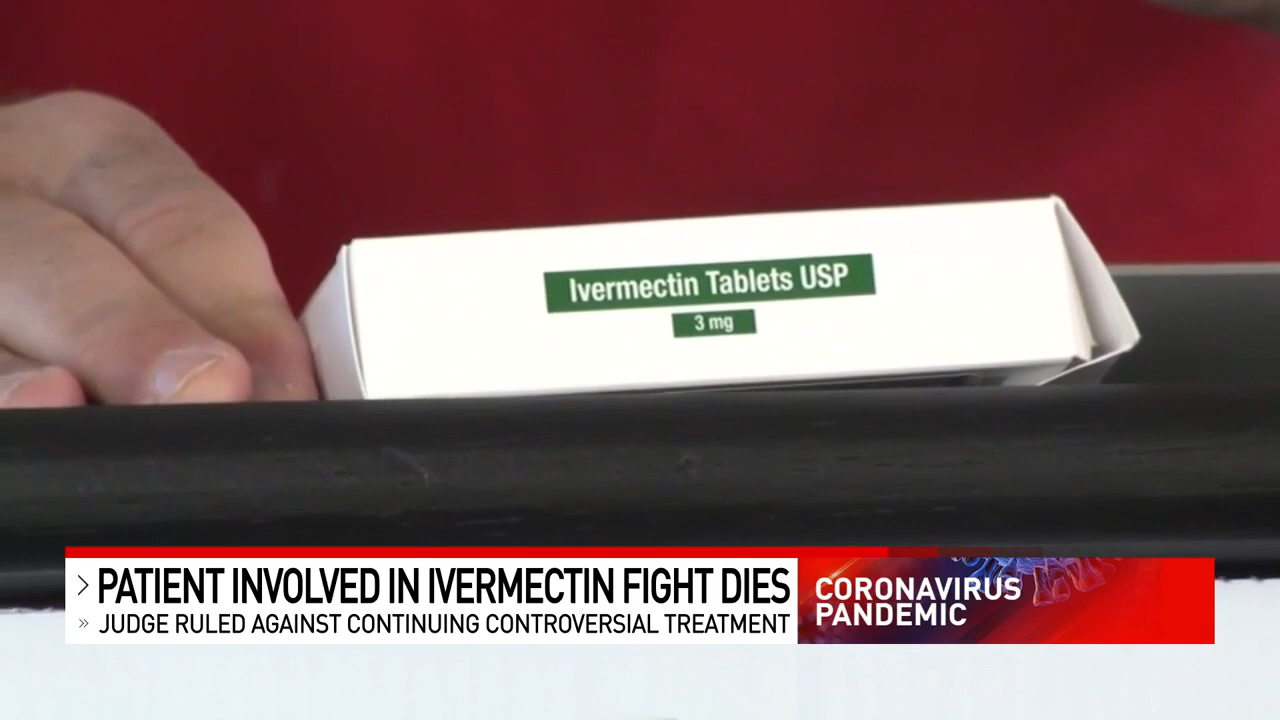 Ivermectin Tablets USP
3 mg
PATIENT INVOLVED IN IVERMECTIN FIGHT DIES
JUDGE RULED AGAINST CONTINUING CONTROVERSIAL TREATMENT
CORONAVIRUS
PANDEMIC